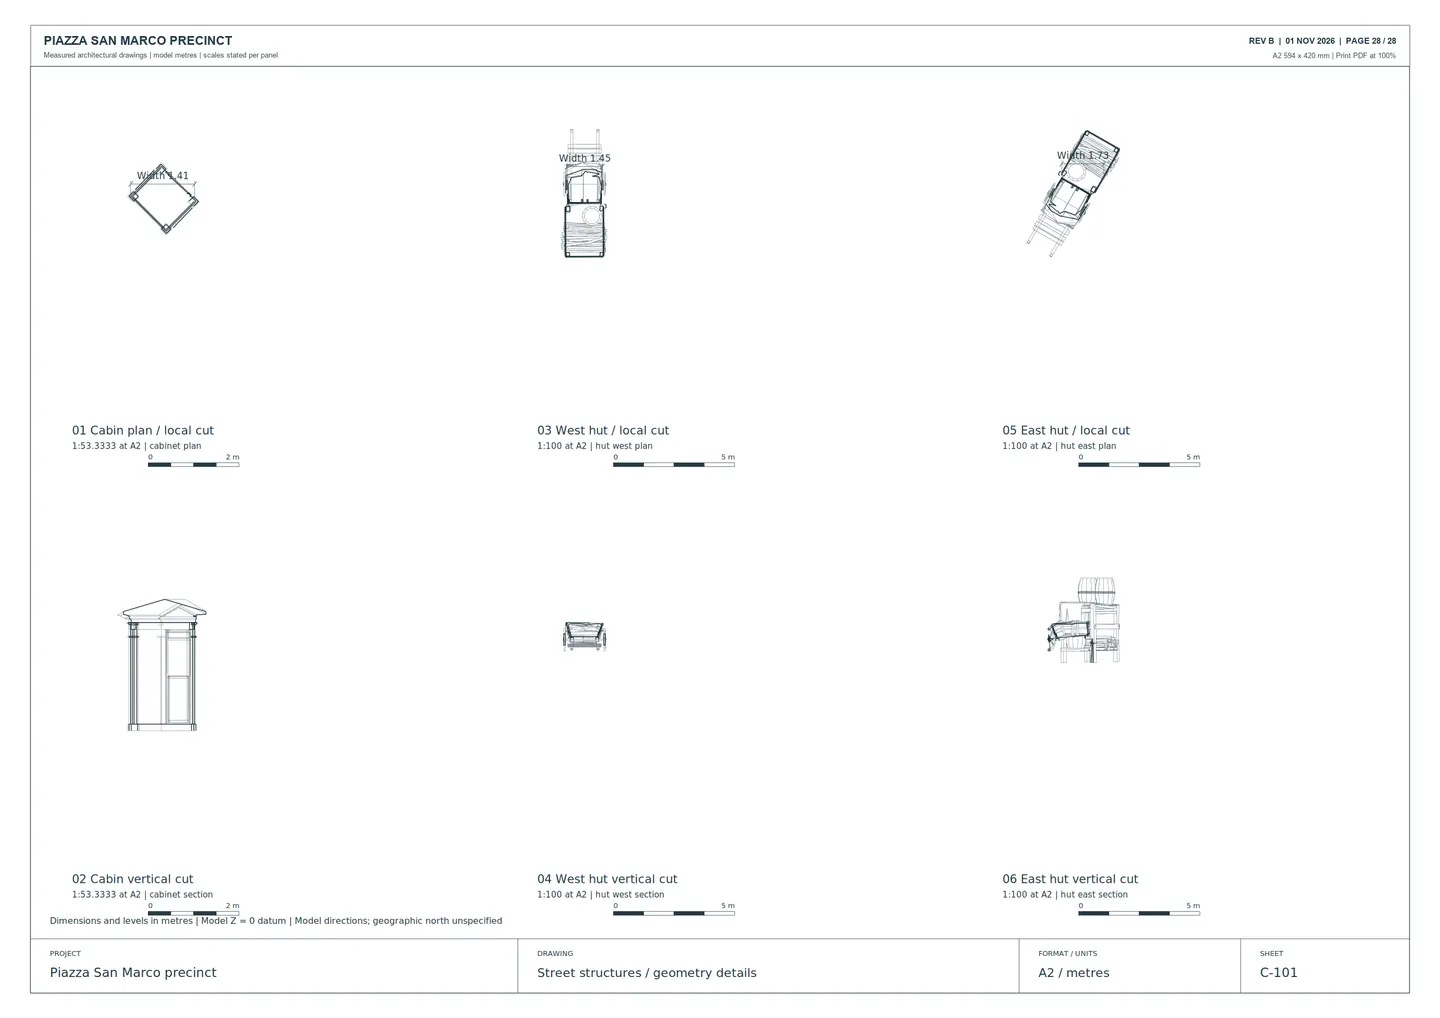 PIAZZA SAN MARCO PRECINCT
Measured architectural drawings | model metres | scales stated per panel
REV B | 01 NOV 2026 | PAGE 28 / 28
A2 594 x 420 mm | Print PDF at 100%
Width 1.41
Width 1.45
Width 1.73
01 Cabin plan / local cut
1:53.3333 at A2 | cabinet plan
0 2 m
03 West hut / local cut
1:100 at A2 | hut west plan
0 5 m
05 East hut / local cut
1:100 at A2 | hut east plan
0 5 m
02 Cabin vertical cut
1:53.3333 at A2 | cabinet section
0 2 m
04 West hut vertical cut
1:100 at A2 | hut west section
0 5 m
06 East hut vertical cut
1:100 at A2 | hut east section
0 5 m
Dimensions and levels in metres | Model Z = 0 datum | Model directions; geographic north unspecified
PROJECT
Piazza San Marco precinct
DRAWING
Street structures / geometry details
FORMAT / UNITS
A2 / metres
SHEET
C-101